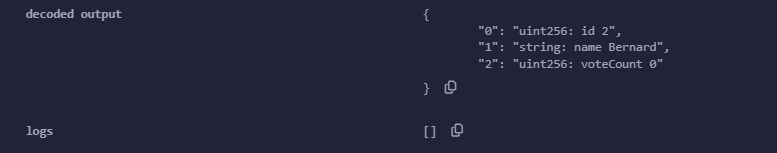 decoded output {
"0": "uint256: id 2",
"1": "string: name Bernard",
"2": "uint256: voteCount 0"
}
logs []